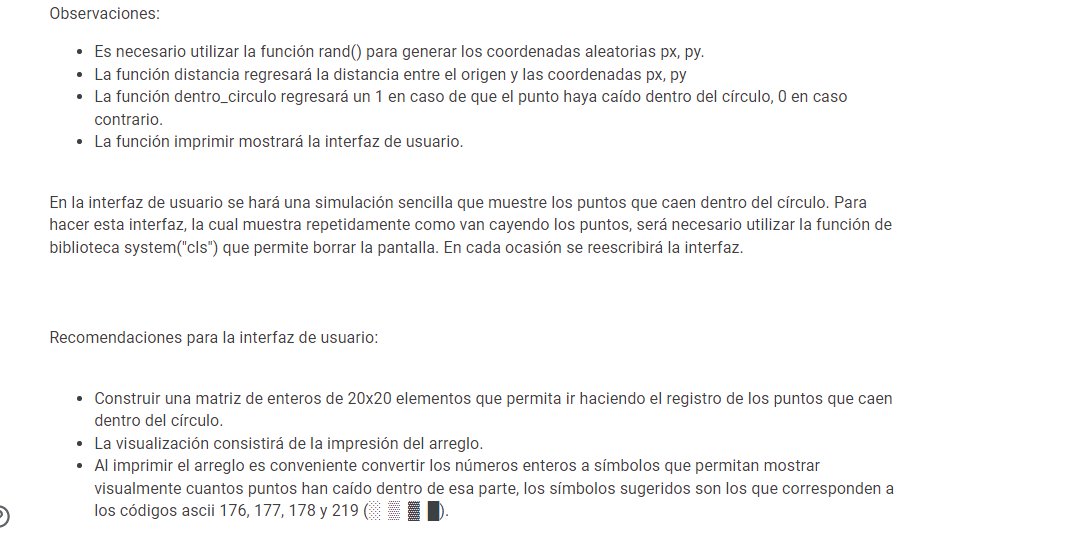 Observaciones:
• Es necesario utilizar la función rand() para generar los coordenadas aleatorias px, py.
• La función distancia regresará la distancia entre el origen y las coordenadas px, py
• La función dentro_circulo regresará un 1 en caso de que el punto haya caído dentro del círculo, 0 en caso
contrario.
• La función imprimir mostrará la interfaz de usuario.
En la interfaz de usuario se hará una simulación sencilla que muestre los puntos que caen dentro del círculo. Para
hacer esta interfaz, la cual muestra repetidamente como van cayendo los puntos, será necesario utilizar la función de
biblioteca system("cls") que permite borrar la pantalla. En cada ocasión se reescribirá la interfaz.
Recomendaciones para la interfaz de usuario:
• Construir una matriz de enteros de 20x20 elementos que permita ir haciendo el registro de los puntos que caen
dentro del círculo.
• La visualización consistirá de la impresión del arreglo.
• Al imprimir el arreglo es conveniente convertir los números enteros a símbolos que permitan mostrar
visualmente cuantos puntos han caído dentro de esa parte, los símbolos sugeridos son los que corresponden a
los códigos ascii 176, 177, 178 y 219 (░ ▒ ▓ █).